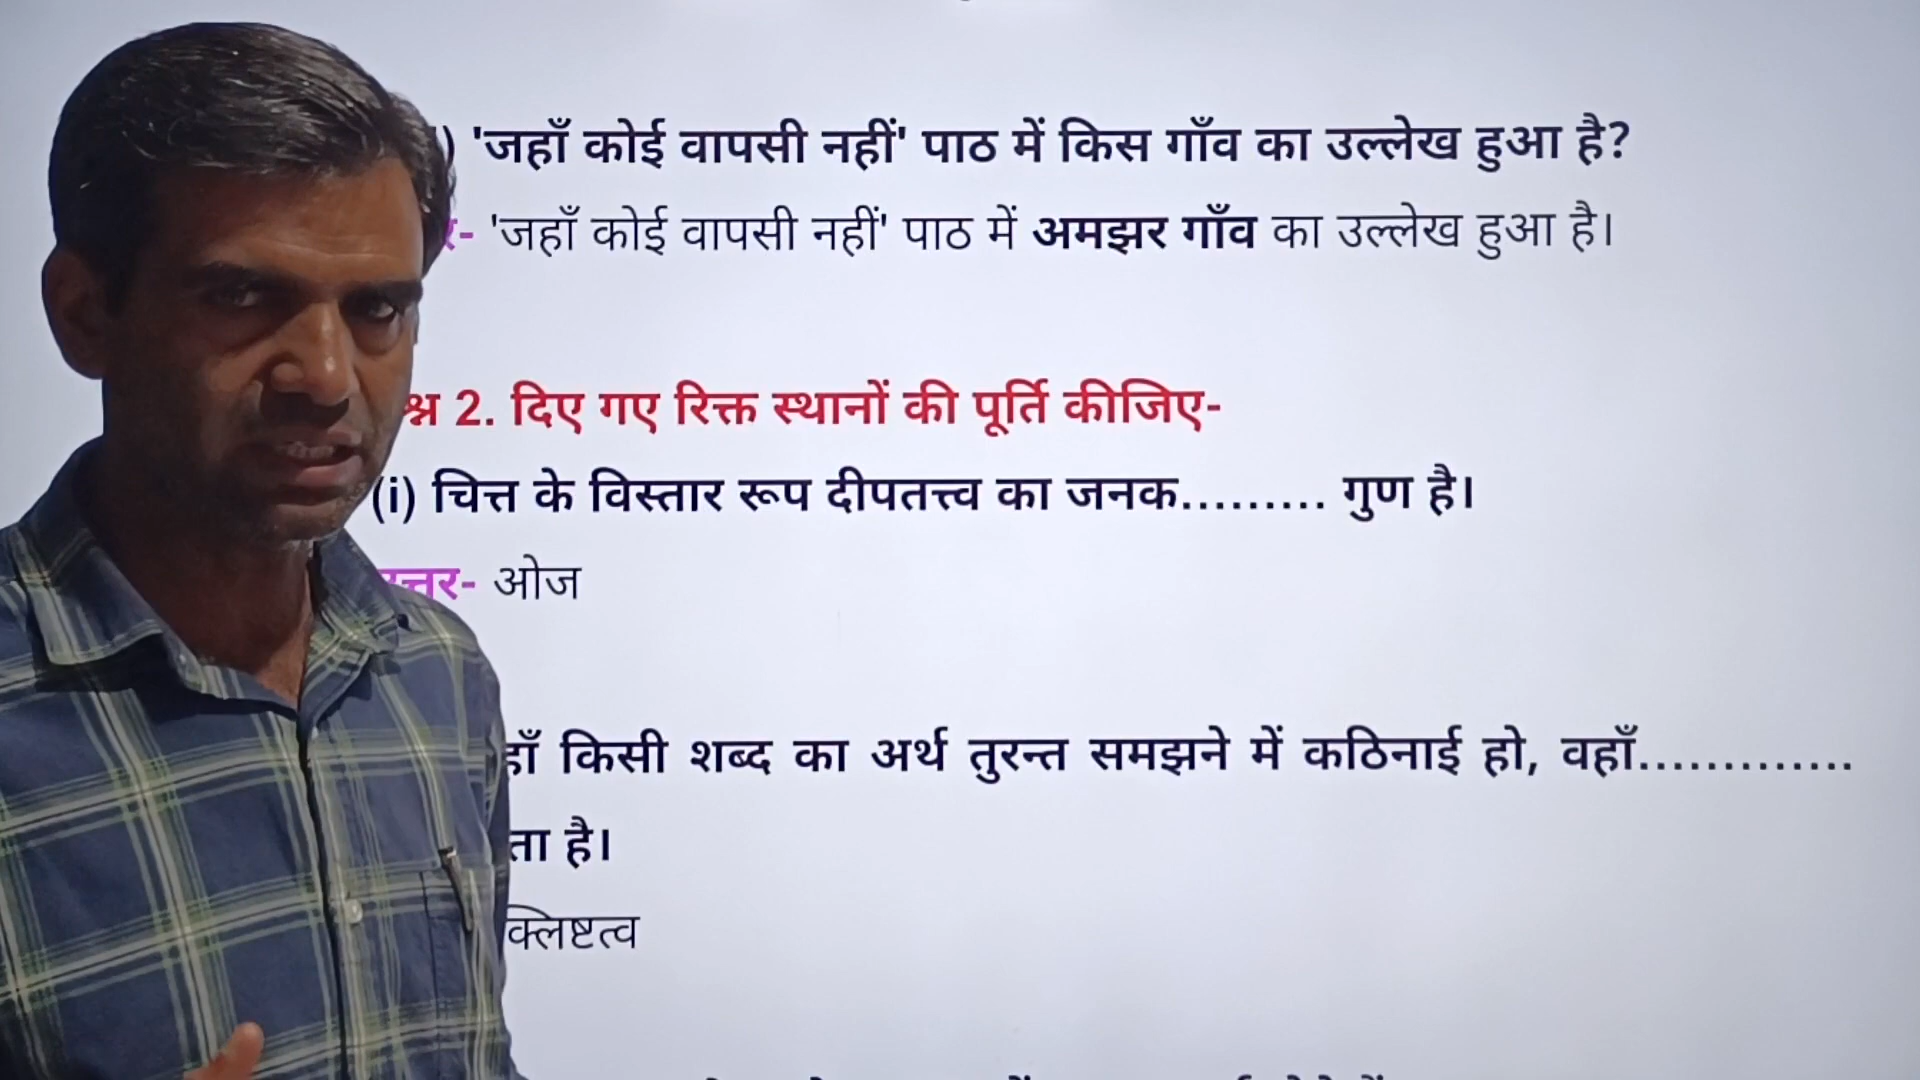 'जहाँ कोई वापसी नहीं' पाठ में किस गाँव का उल्लेख हुआ है?
'जहाँ कोई वापसी नहीं' पाठ में अमझर गाँव का उल्लेख हुआ है।
2. दिए गए रिक्त स्थानों की पूर्ति कीजिए-
(i) चित्त के विस्तार रूप दीपतत्त्व का जनक......... गुण है।
ओज
किसी शब्द का अर्थ तुरन्त समझने में कठिनाई हो, वहाँ.............
है।
क्लिष्टत्व